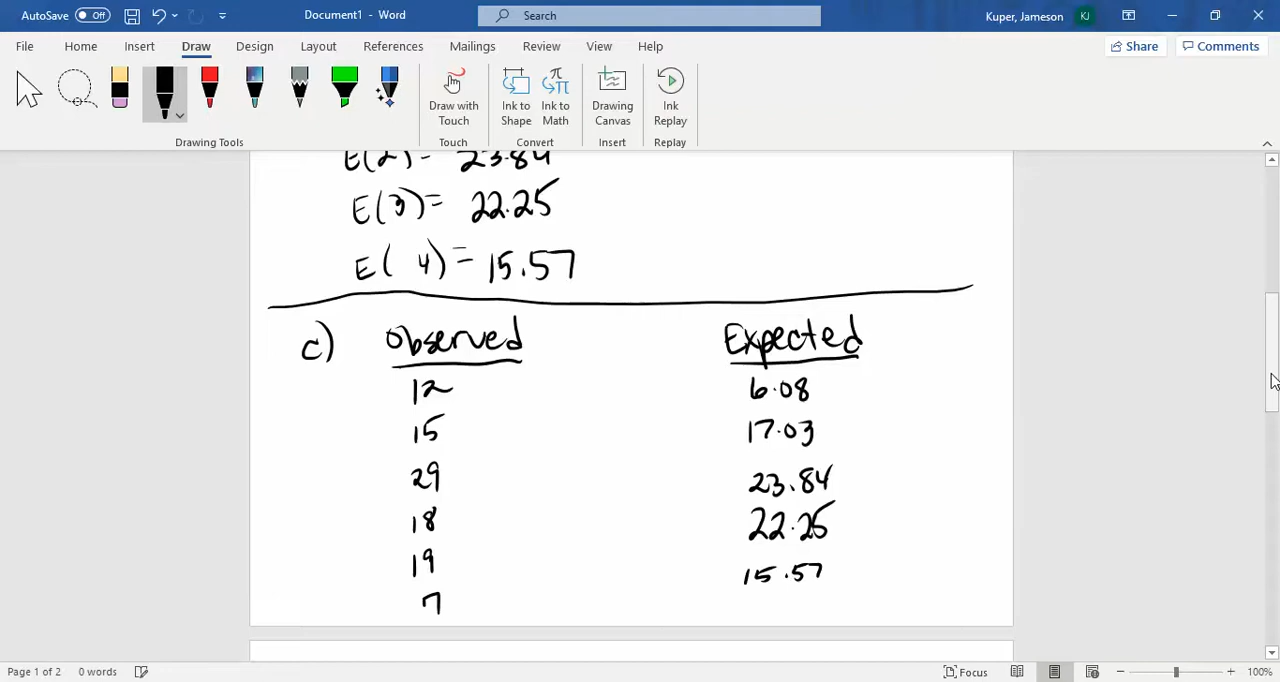 AutoSave Off Document1 - Word Search Kuper, Jameson KJ
File Home Insert Draw Design Layout References Mailings Review View Help Share Comments
Draw with Touch
Ink to Shape
Ink to Math
Drawing Canvas
Ink Replay
Drawing Tools Touch Convert Insert Replay
E(2)= 23.84
E(3)= 22.25
E(4)= 15.57
c) Observed Expected
12 6.08
15 17.03
29 23.84
18 22.25
19 15.57
7
Page 1 of 2 0 words Focus 100%